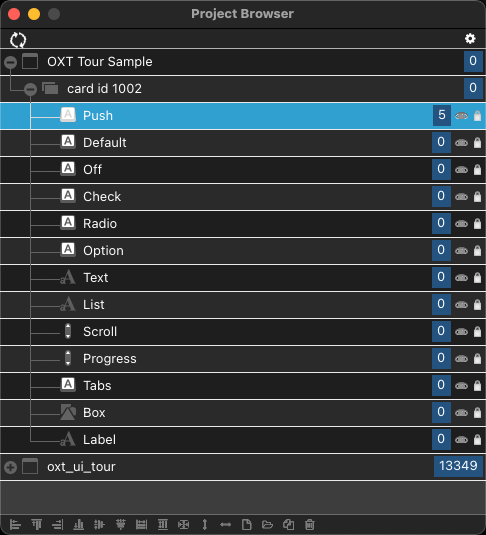 Project Browser
OXT Tour Sample 0
card id 1002 0
A Push 5
A Default 0
A Off 0
A Check 0
A Radio 0
A Option 0
A Text 0
A List 0
Scroll 0
Progress 0
A Tabs 0
Box 0
A Label 0
oxt_ui_tour 13349